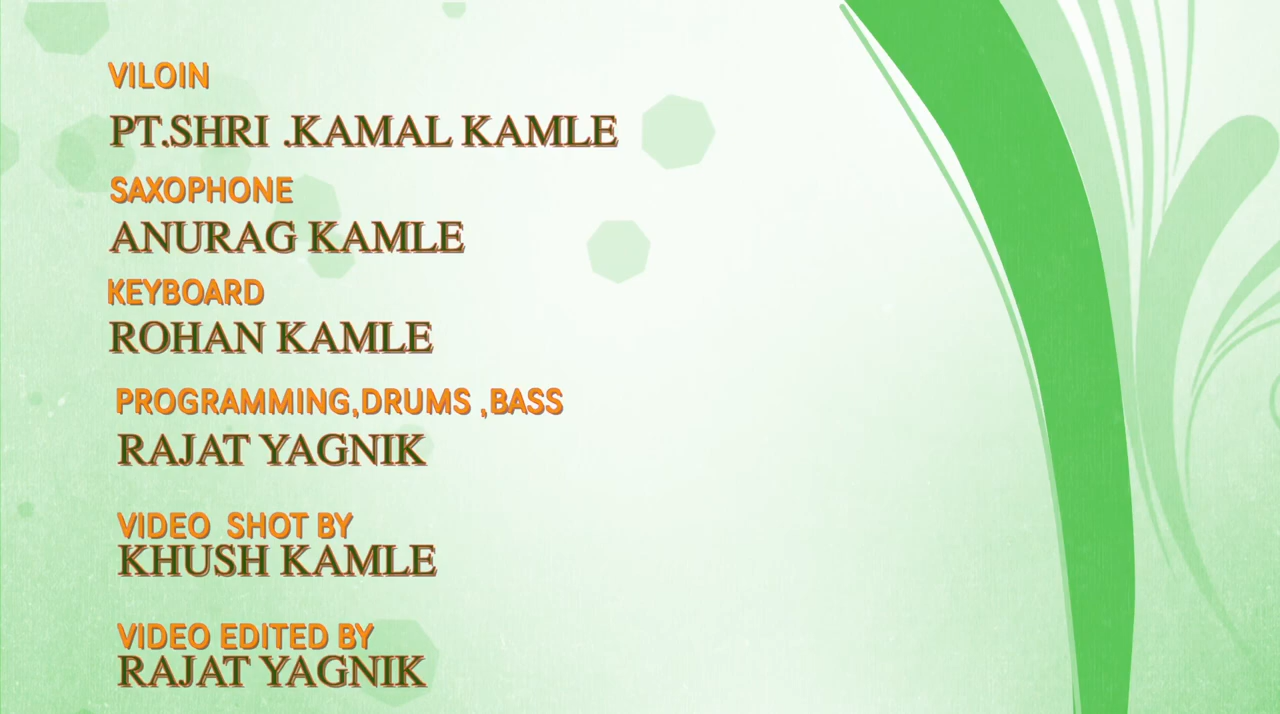 VILOIN
PT.SHRI .KAMAL KAMLE
SAXOPHONE
ANURAG KAMLE
KEYBOARD
ROHAN KAMLE
PROGRAMMING,DRUMS ,BASS
RAJAT YAGNIK
VIDEO SHOT BY
KHUSH KAMLE
VIDEO EDITED BY
RAJAT YAGNIK